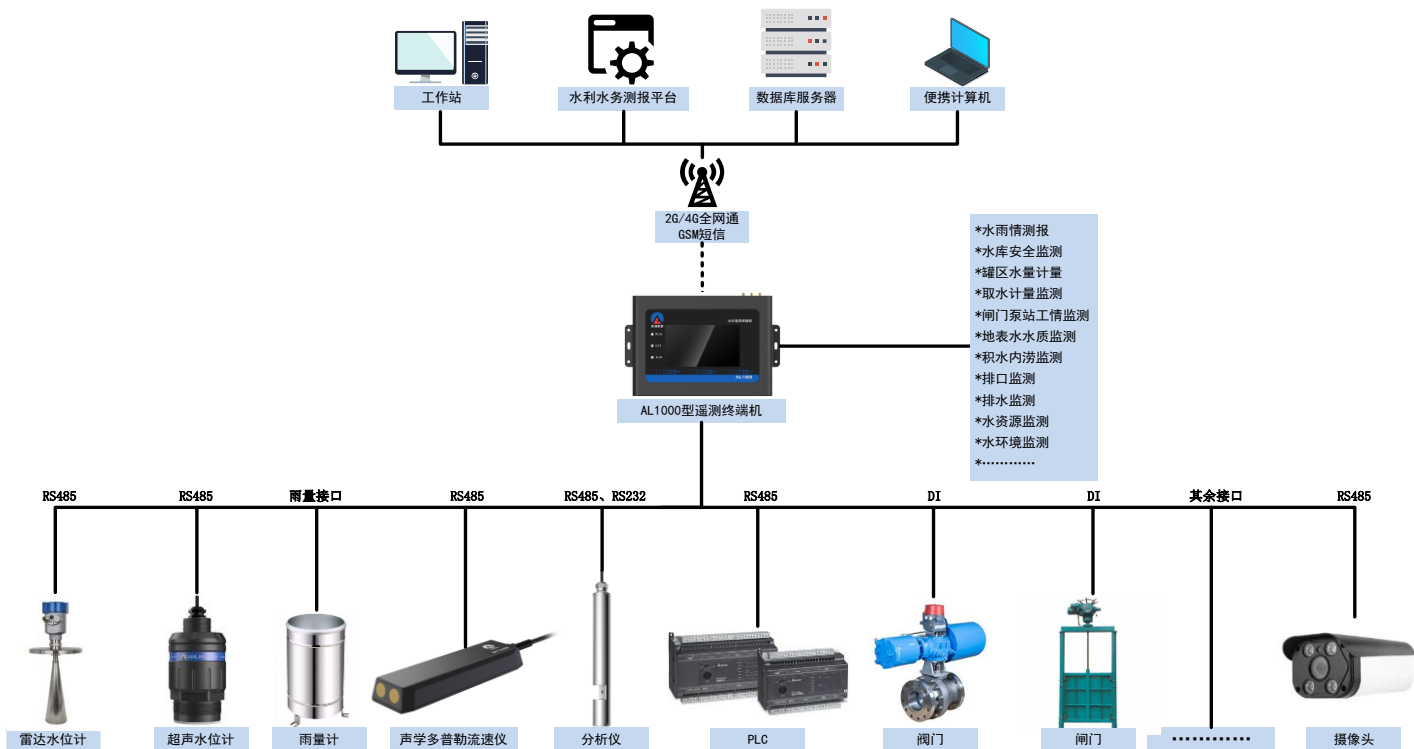 工作站
水利水务测报平台
数据库服务器
便携计算机
2G/4G全网通
GSM短信
*水雨情测报
*水库安全监测
*罐区水量计量
*取水计量监测
*闸门泵站工情监测
*地表水水质监测
*积水内涝监测
*排口监测
*排水监测
*水资源监测
*水环境监测
*…………
AL1000
AL1000型遥测终端机
RS485
RS485
雨量接口
RS485
RS485、RS232
RS485
DI
DI
其余接口
RS485
雷达水位计
超声水位计
雨量计
声学多普勒流速仪
分析仪
PLC
阀门
闸门
…………
摄像头